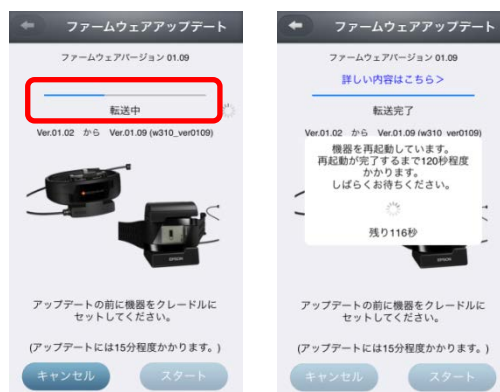 ファームウェアアップデート
ファームウェアバージョン 01.09
転送中
Ver.01.02 から Ver.01.09 (w310_ver0109)
EPSON
アップデートの前に機器をクレードルに
セットしてください。
(アップデートには15分程度かかります。)
キャンセル
スタート
ファームウェアアップデート
ファームウェアバージョン 01.09
詳しい内容はこちら>
転送完了
Ver.01.02 から Ver.01.09 (w310_ver0109)
機器を再起動しています。
再起動が完了するまで120秒程度
かかります。
しばらくお待ちください。
残り116秒
EPSON
アップデートの前に機器をクレードルに
セットしてください。
(アップデートには15分程度かかります。)
キャンセル
スタート